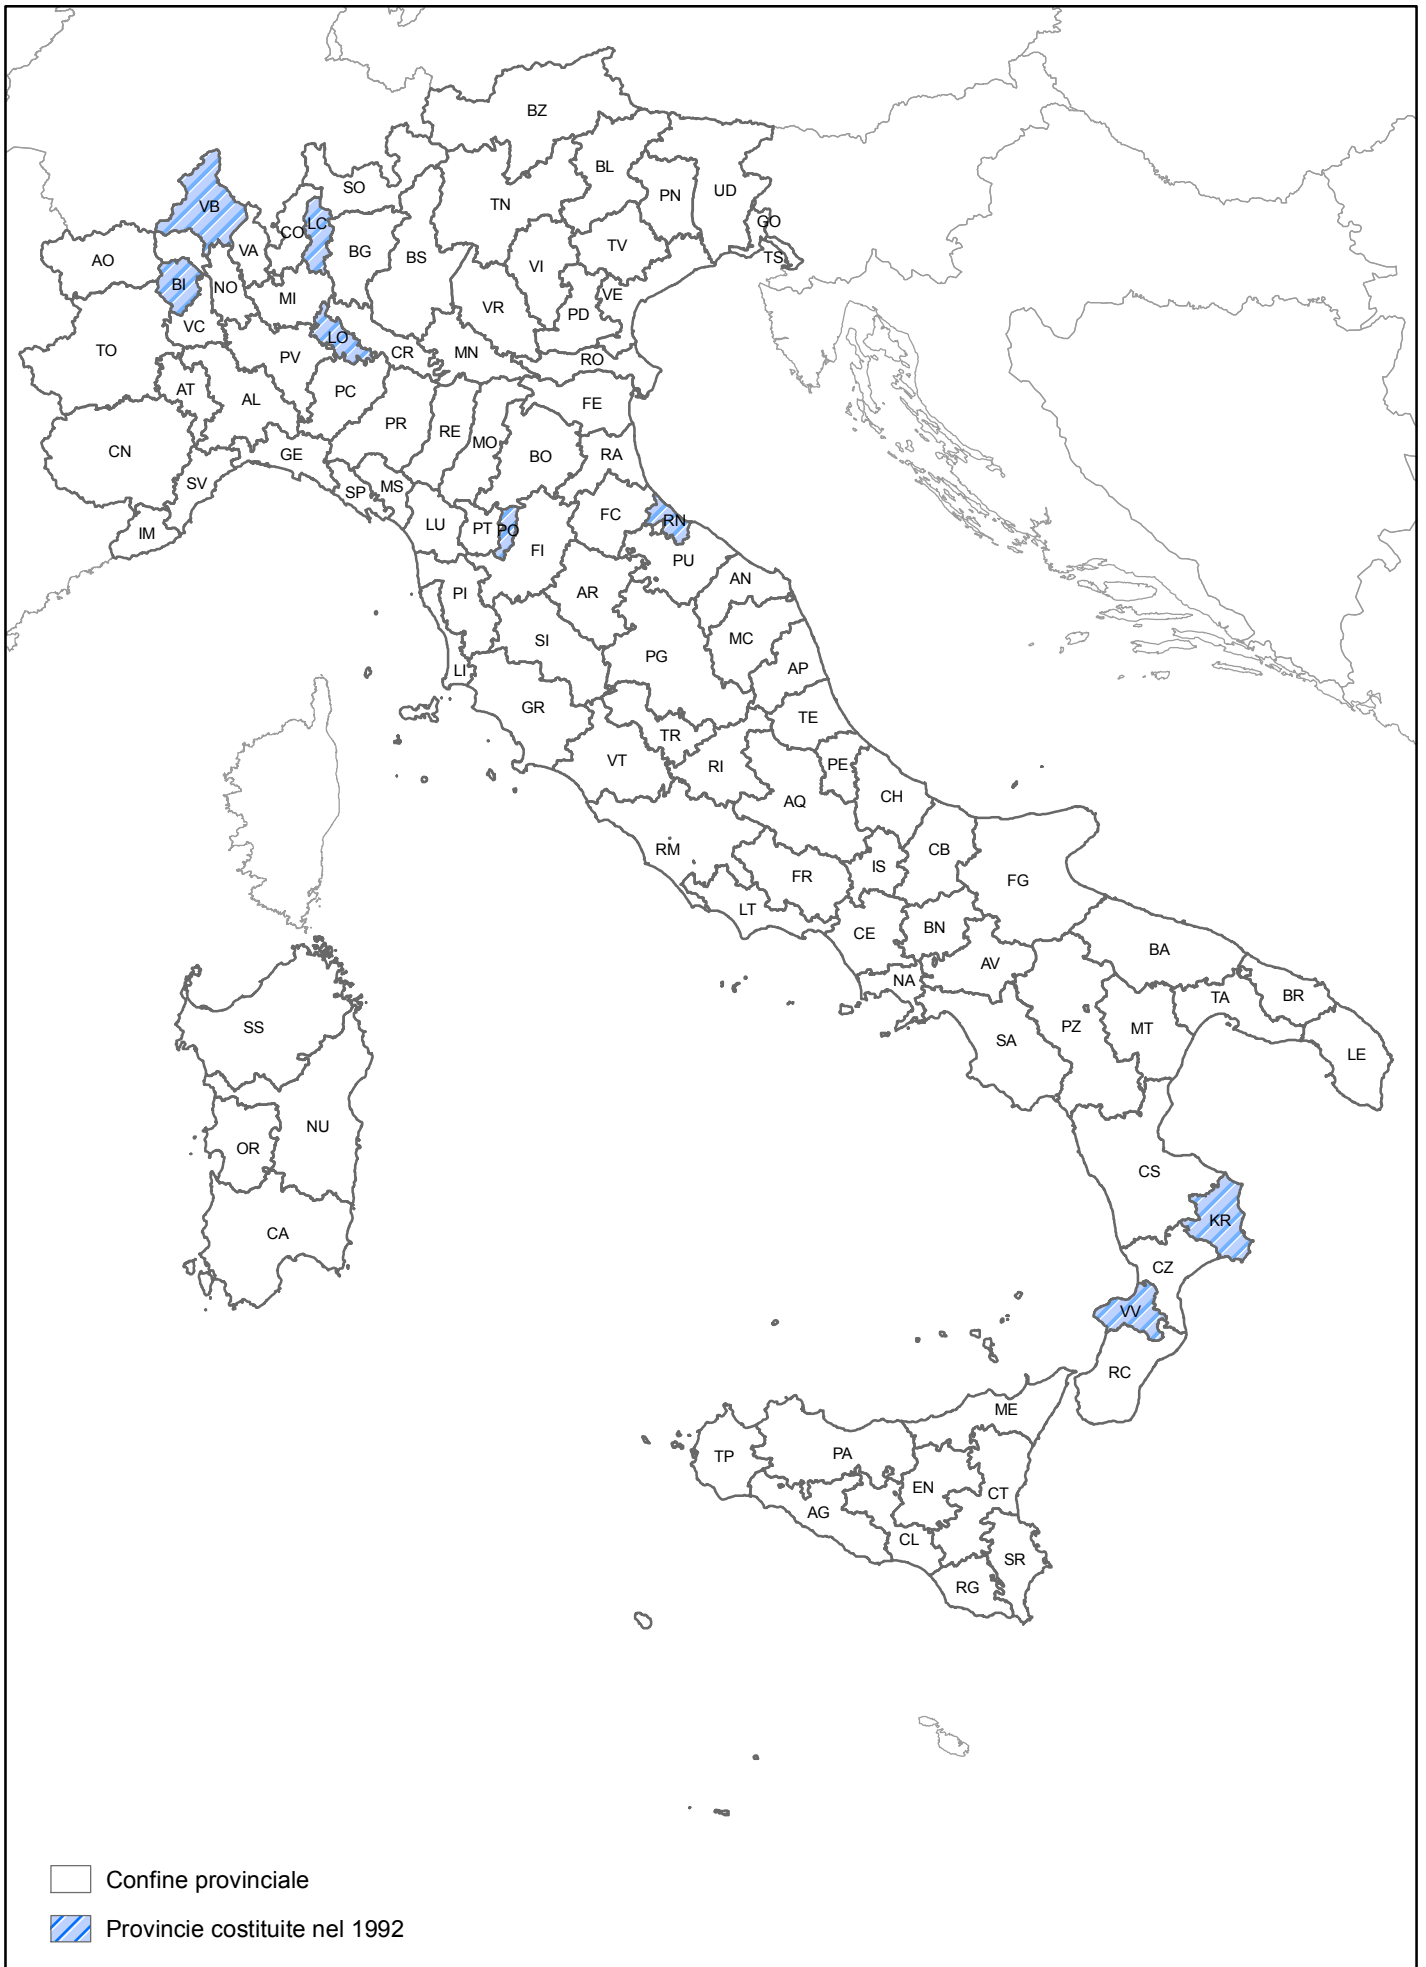 BZ
BL
SO
PN
UD
TN
VB
GO
LC
CO
TV
VA
BG
BS
TS
AO
VI
BI
NO
VE
MI
VR
PD
VC
LO
TO
PV
CR
MN
RO
AT
PC
AL
FE
PR
RE
MO
CN
GE
BO
RA
SV
MS
SP
FC
RN
LU
PT
PO
IM
FI
PU
AN
PI
AR
MC
SI
PG
LI
AP
GR
TE
TR
VT
RI
PE
AQ
CH
RM
CB
IS
FR
FG
LT
CE
BN
BA
AV
NA
TA
BR
SS
PZ
MT
SA
LE
NU
OR
CS
KR
CA
CZ
VV
RC
ME
PA
TP
EN
CT
AG
CL
SR
RG
Confine provinciale
Provincie costituite nel 1992